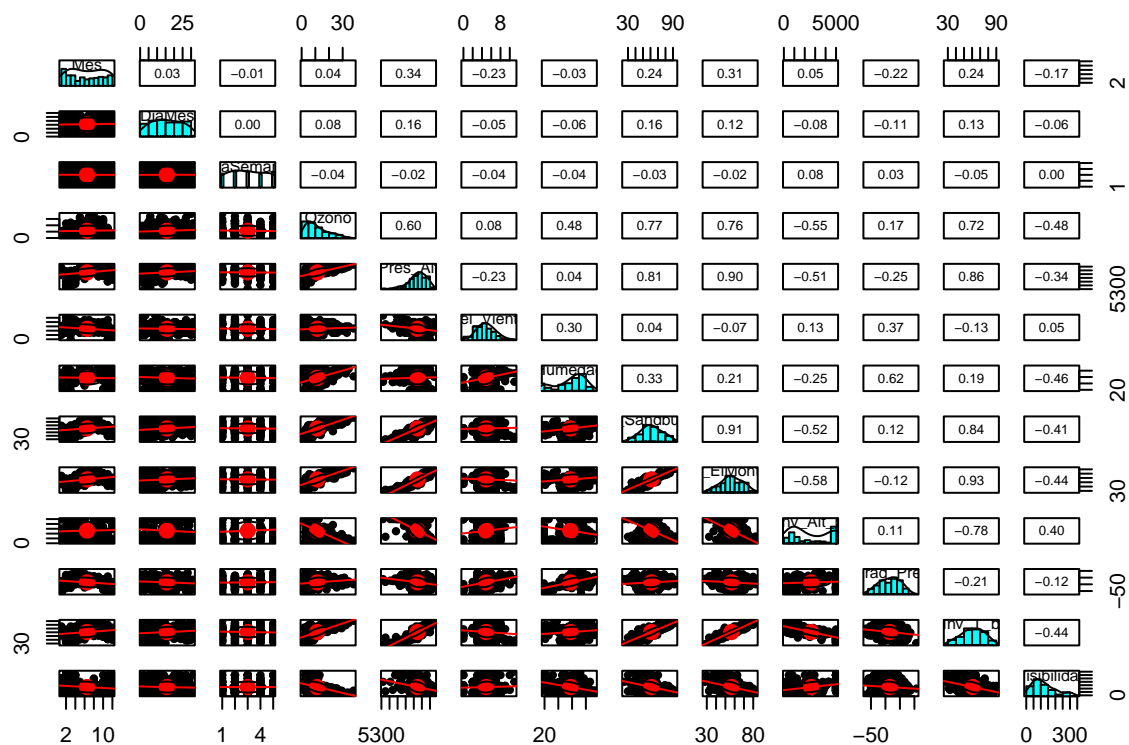 0 25 0 30 0 8 30 90 0 5000 30 90
Mes 0.03 −0.01 0.04 0.34 −0.23 −0.03 0.24 0.31 0.05 −0.22 0.24 −0.17 2
0 DiaMes 0.00 0.08 0.16 −0.05 −0.06 0.16 0.12 −0.08 −0.11 0.13 −0.06
aSemar −0.04 −0.02 −0.04 −0.04 −0.03 −0.02 0.08 0.03 −0.05 0.00 1
0 Ozono 0.60 0.08 0.48 0.77 0.76 −0.55 0.17 0.72 −0.48
Pres_Al −0.23 0.04 0.81 0.90 −0.51 −0.25 0.86 −0.34 5300
0 el_Vient 0.30 0.04 −0.07 0.13 0.37 −0.13 0.05
Humedad 0.33 0.21 −0.25 0.62 0.19 −0.46 20
30 Sandbu 0.91 −0.52 0.12 0.84 −0.41
_ElMont −0.58 −0.12 0.93 −0.44 30
0 nv_Alt_ 0.11 −0.78 0.40
rad_Pre −0.21 −0.12 −50
30 −0.44
isibilida 0
2 10 1 4 5300 20 30 80 −50 0 300